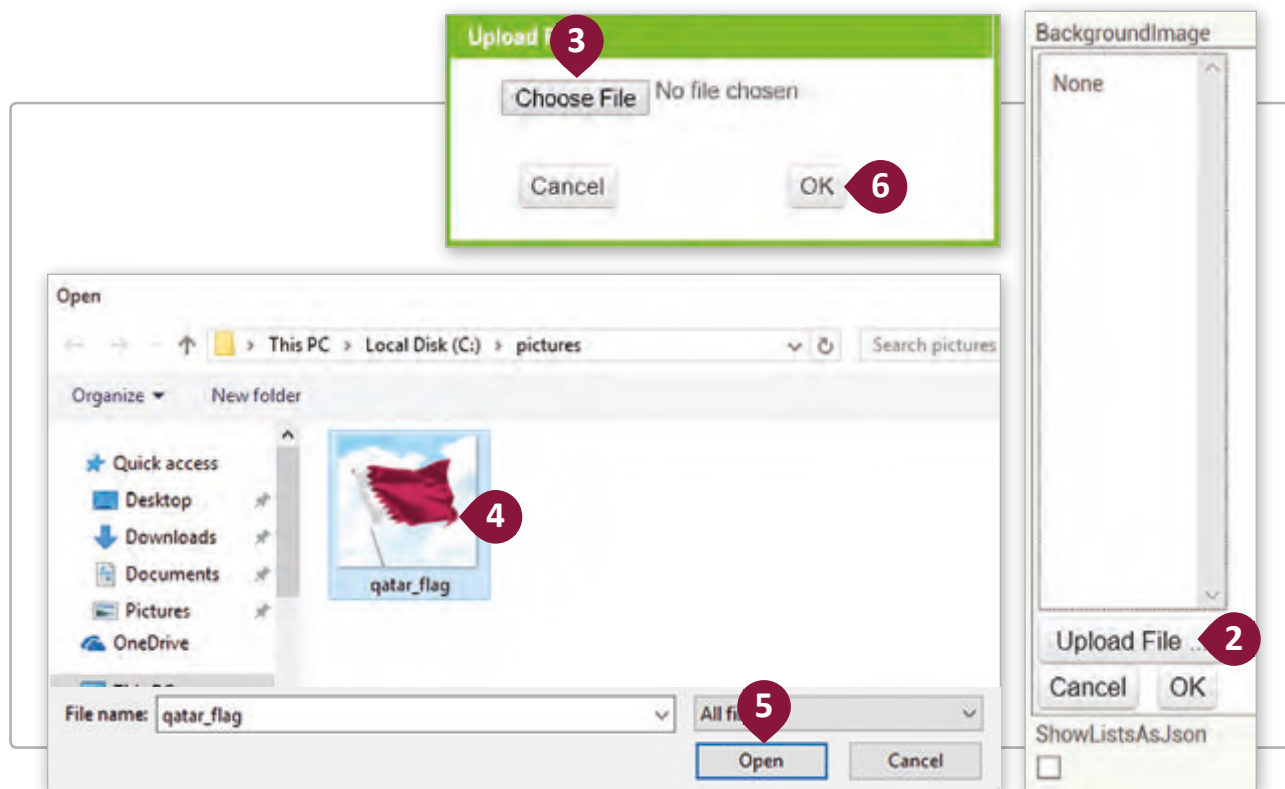 Upload
3
Choose File No file chosen
Cancel
OK
6
BackgroundImage
None
Upload File ...
2
Cancel
OK
ShowListsAsJson
Open
This PC > Local Disk (C:) > pictures
Search pictures
Organize
New folder
Quick access
Desktop
Downloads
Documents
Pictures
OneDrive
4
qatar_flag
File name: qatar_flag
All
5
Open
Cancel